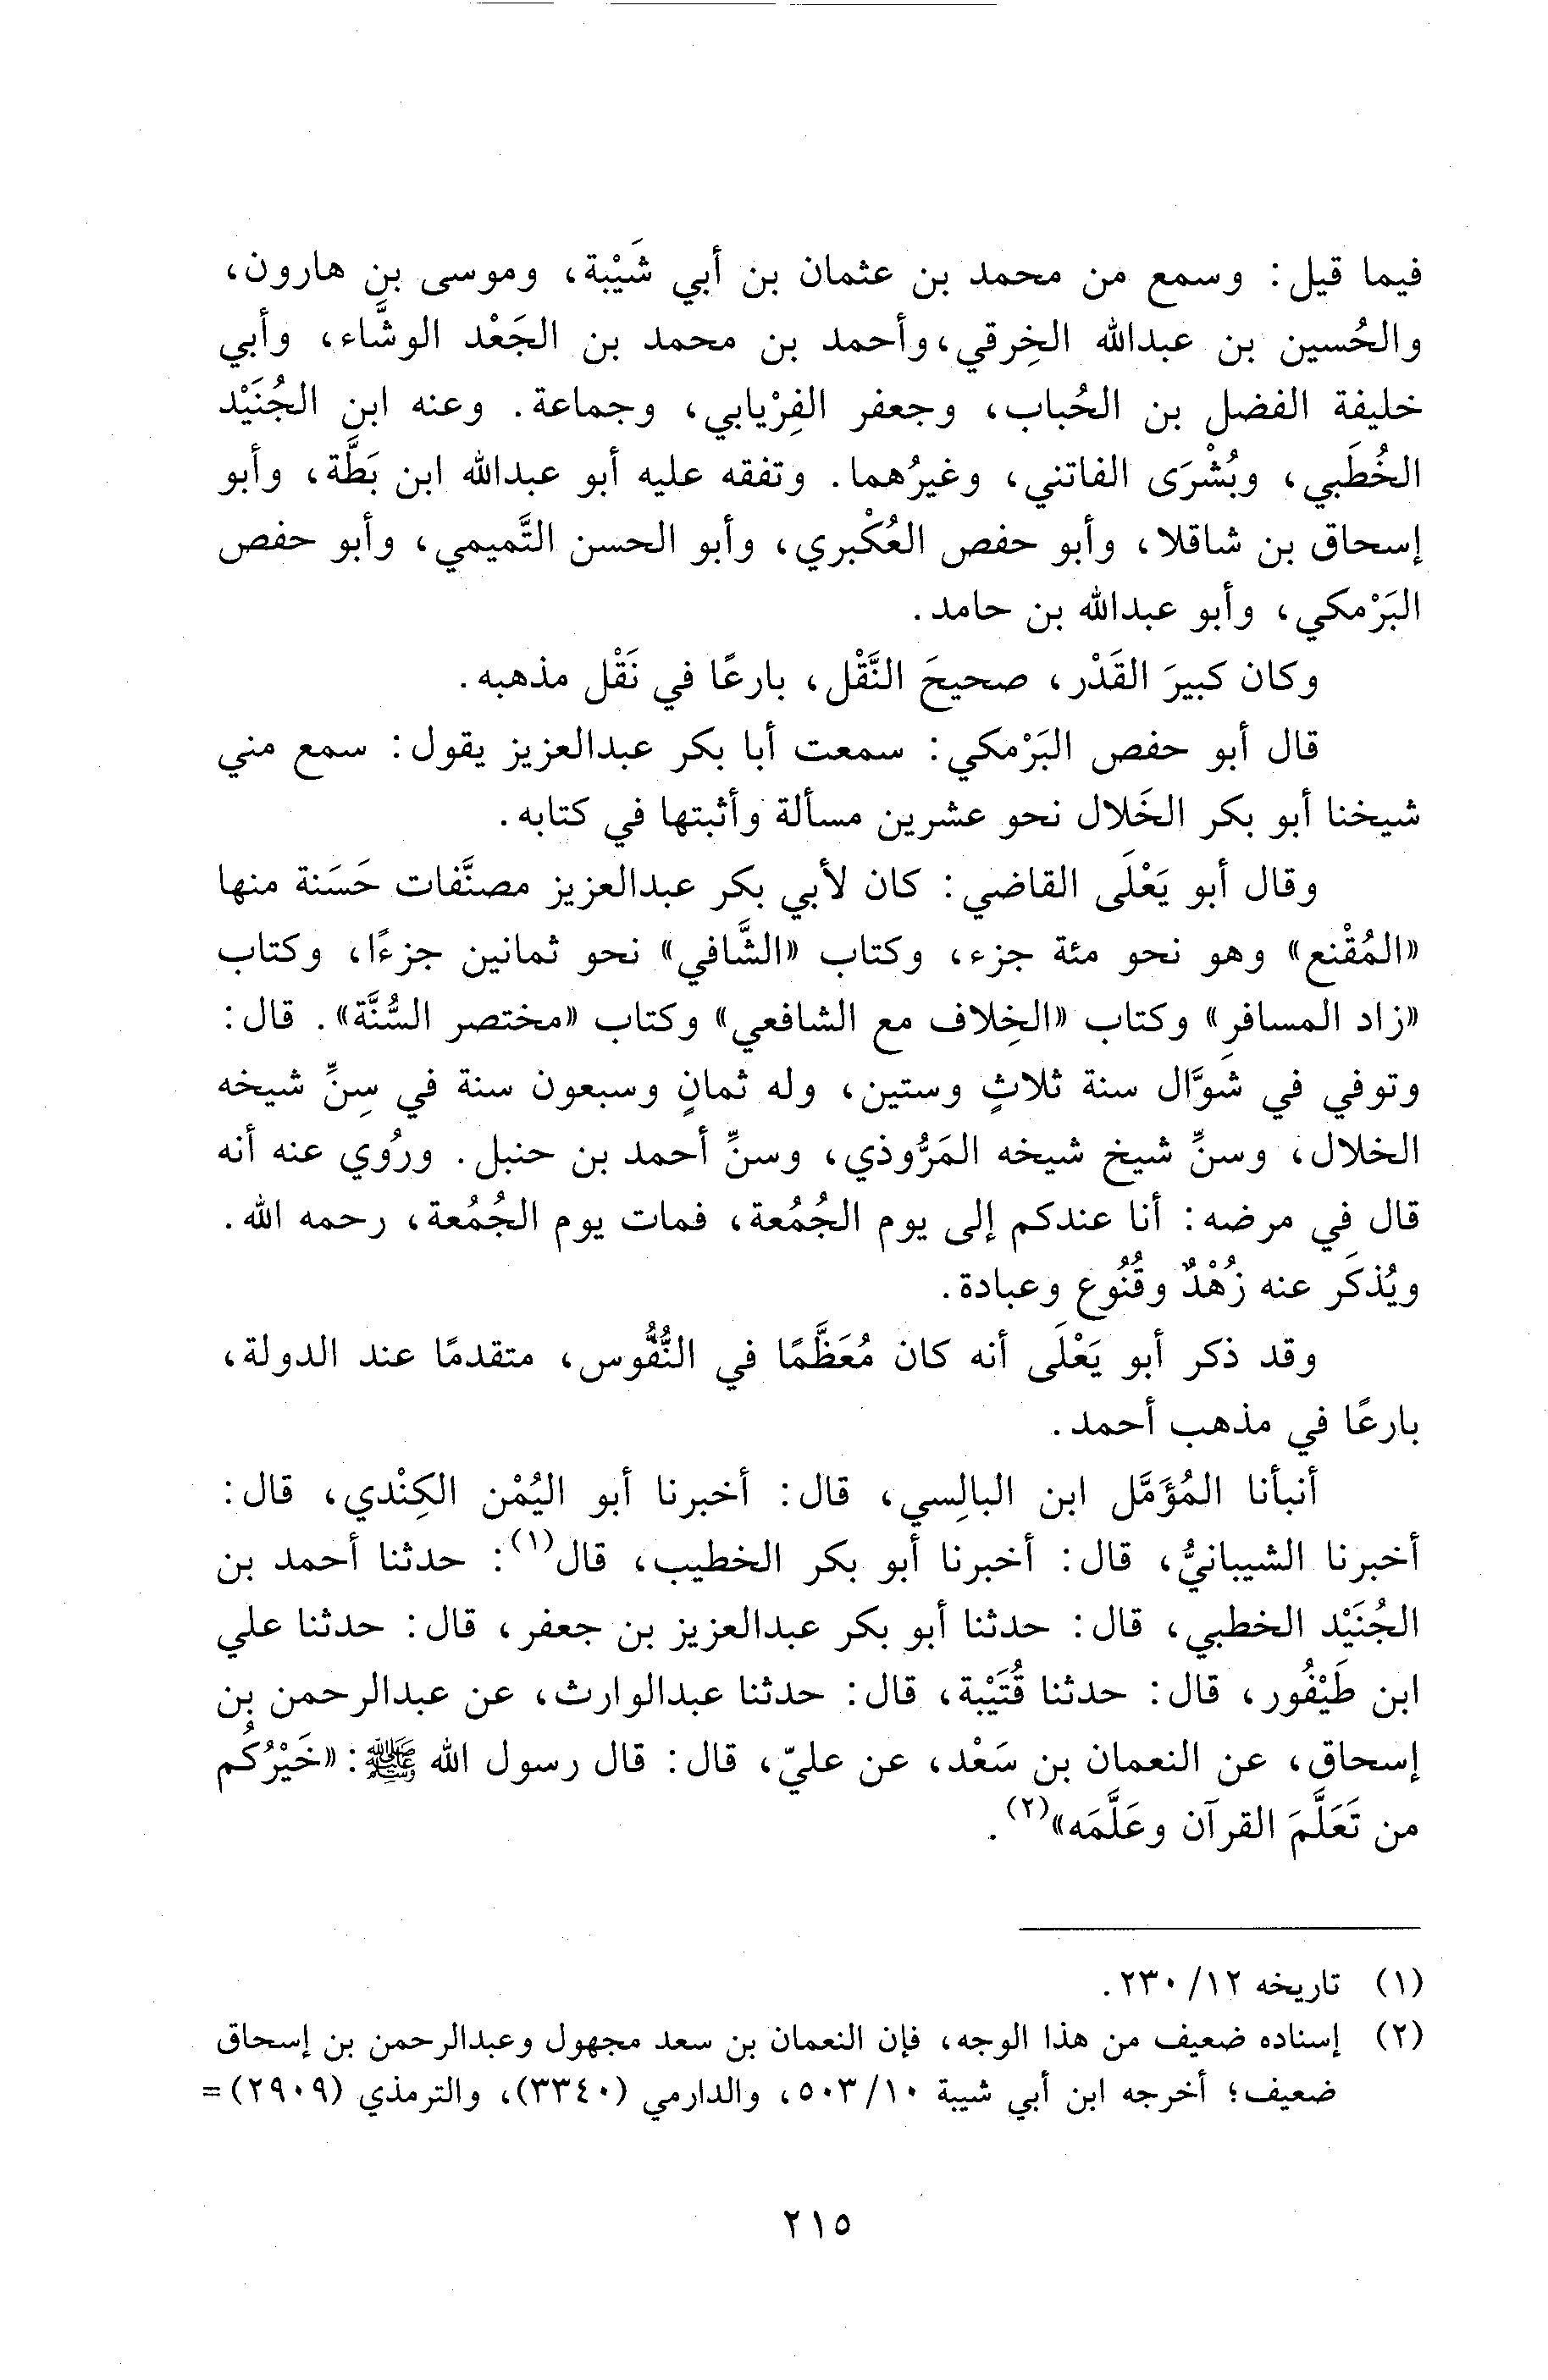 فيما قيل: وسمع من محمد بن عثمان بن أبي شَيْبة، وموسى بن هارون،
والحُسين بن عبدالله الخِرقي، وأحمد بن محمد بن الجَعْد الوشَّاء، وأبي
خليفة الفضل بن الحُباب، وجعفر الفِرْيابي، وجماعة. وعنه ابن الجُنَيْد
الخُطَبي، وبُشْرَى الفاتني، وغيرُهما. وتفقه عليه أبو عبدالله ابن بَطَّة، وأبو
إسحاق بن شاقلا، وأبو حفص العُكْبري، وأبو الحسن التَّميمي، وأبو حفص
البَرْمكي، وأبو عبدالله بن حامد.
وكان كبيرَ القَدْر، صحيحَ النَّقْل، بارعًا في نَقْل مذهبه.
قال أبو حفص البَرْمكي: سمعت أبا بكر عبدالعزيز يقول: سمع مني
شيخنا أبو بكر الخَلال نحو عشرين مسألة وأثبتها في كتابه.
وقال أبو يَعْلَى القاضي: كان لأبي بكر عبدالعزيز مصنَّفات حَسَنة منها
«المُقْنع» وهو نحو مئة جزء، وكتاب «الشَّافي» نحو ثمانين جزءًا، وكتاب
«زاد المسافر» وكتاب «الخِلاف مع الشافعي» وكتاب «مختصر السُّنَّة». قال:
وتوفي في شَوَّال سنة ثلاثٍ وستين، وله ثمانٍ وسبعون سنة في سِنِّ شيخه
الخلال، وسنِّ شيخ شيخه المَرُّوذي، وسنِّ أحمد بن حنبل. ورُوي عنه أنه
قال في مرضه: أنا عندكم إلى يوم الجُمُعة، فمات يوم الجُمُعة، رحمه الله.
ويُذكَر عنه زُهْدٌ وقُنُوع وعبادة.
وقد ذكر أبو يَعْلَى أنه كان مُعَظَّمًا في النُّفُوس، متقدمًا عند الدولة،
بارعًا في مذهب أحمد.
أنبأنا المُؤَمَّل ابن البالِسي، قال: أخبرنا أبو اليُمْن الكِنْدي، قال:
أخبرنا الشيبانيُّ، قال: أخبرنا أبو بكر الخطيب، قال(١): حدثنا أحمد بن
الجُنَيْد الخطبي، قال: حدثنا أبو بكر عبدالعزيز بن جعفر، قال: حدثنا علي
ابن طَيْفُور، قال: حدثنا قُتَيْبة، قال: حدثنا عبدالوارث، عن عبدالرحمن بن
إسحاق، عن النعمان بن سَعْد، عن عليّ، قال: قال رسول الله ﷺ: «خَيْرُكُم
من تَعَلَّمَ القرآن وعَلَّمَه»(٢).
(١) تاريخه ١٢/ ٢٣٠.
(٢) إسناده ضعيف من هذا الوجه، فإن النعمان بن سعد مجهول وعبدالرحمن بن إسحاق
ضعيف؛ أخرجه ابن أبي شيبة ١٠/ ٥٠٣، والدارمي (٣٣٤٠)، والترمذي (٢٩٠٩)=
٢١٥